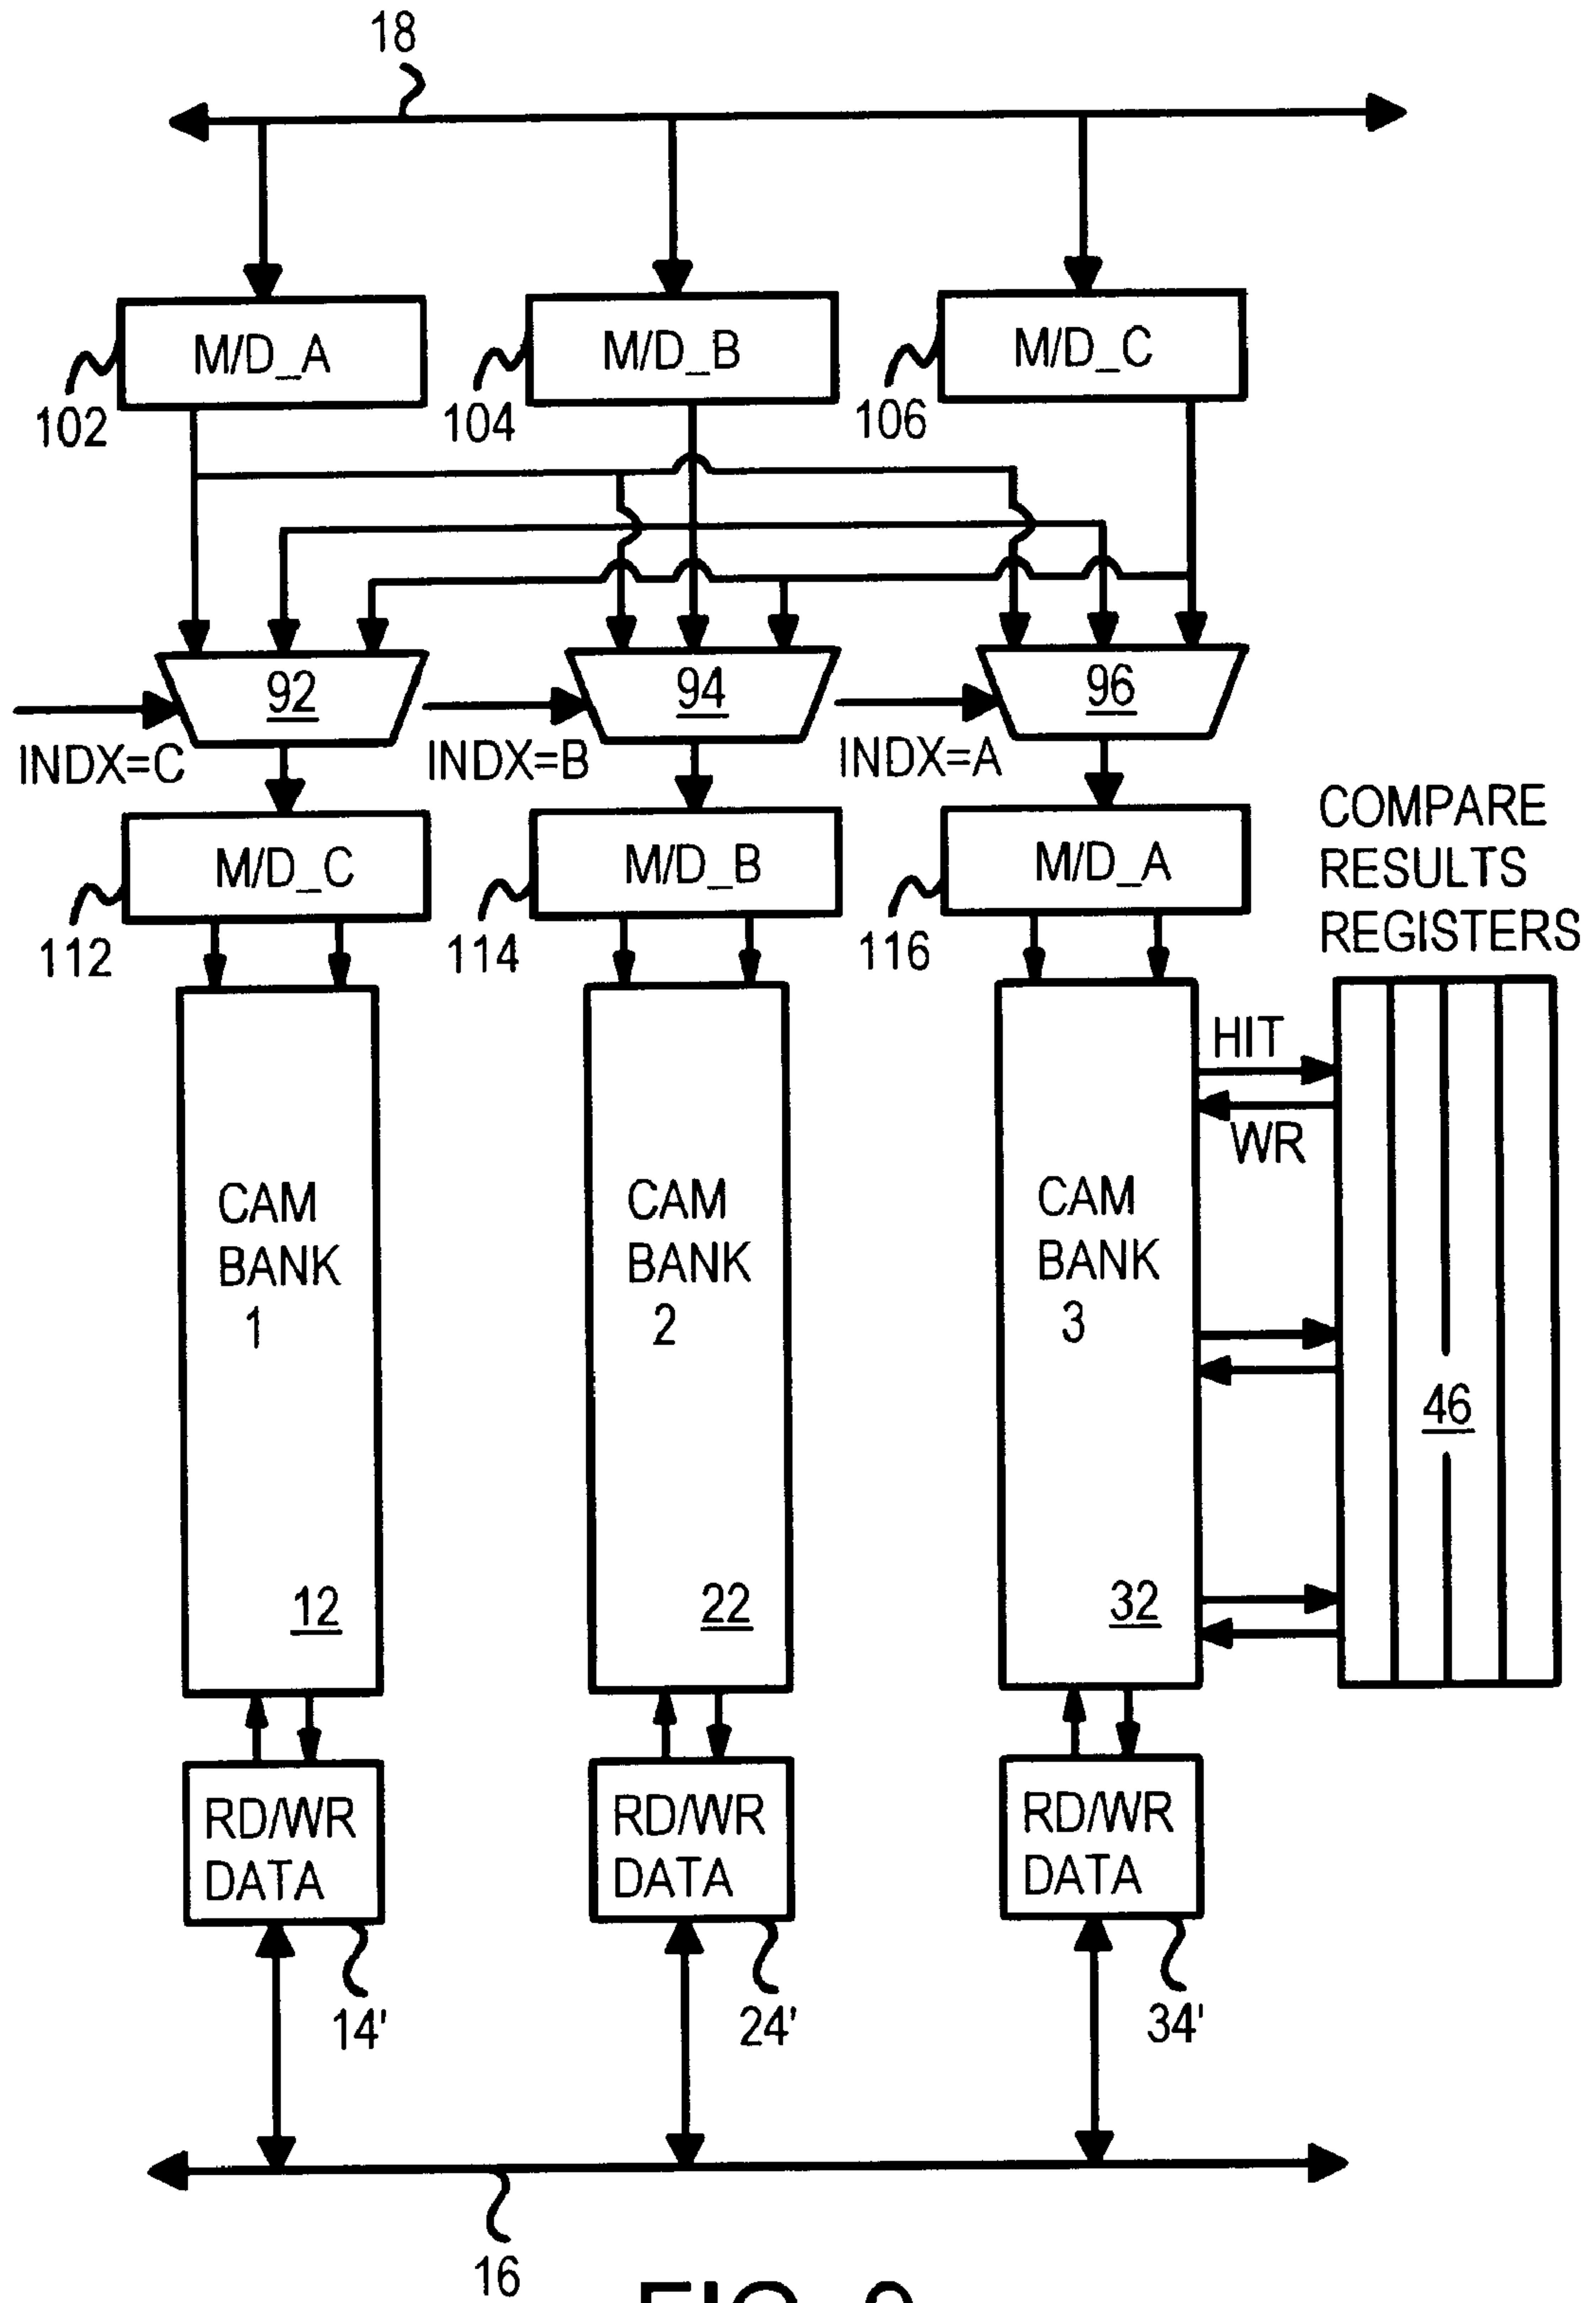 18
M/D_A
M/D_B
M/D_C
102
104
106
92
94
96
INDX=C
INDX=B
INDX=A
COMPARE
RESULTS
REGISTERS
M/D_C
M/D_B
M/D_A
112
114
116
HIT
WR
CAM
BANK
1
CAM
BANK
2
CAM
BANK
3
46
12
22
32
RD/WR
DATA
RD/WR
DATA
RD/WR
DATA
14'
24'
34'
16
FIG.